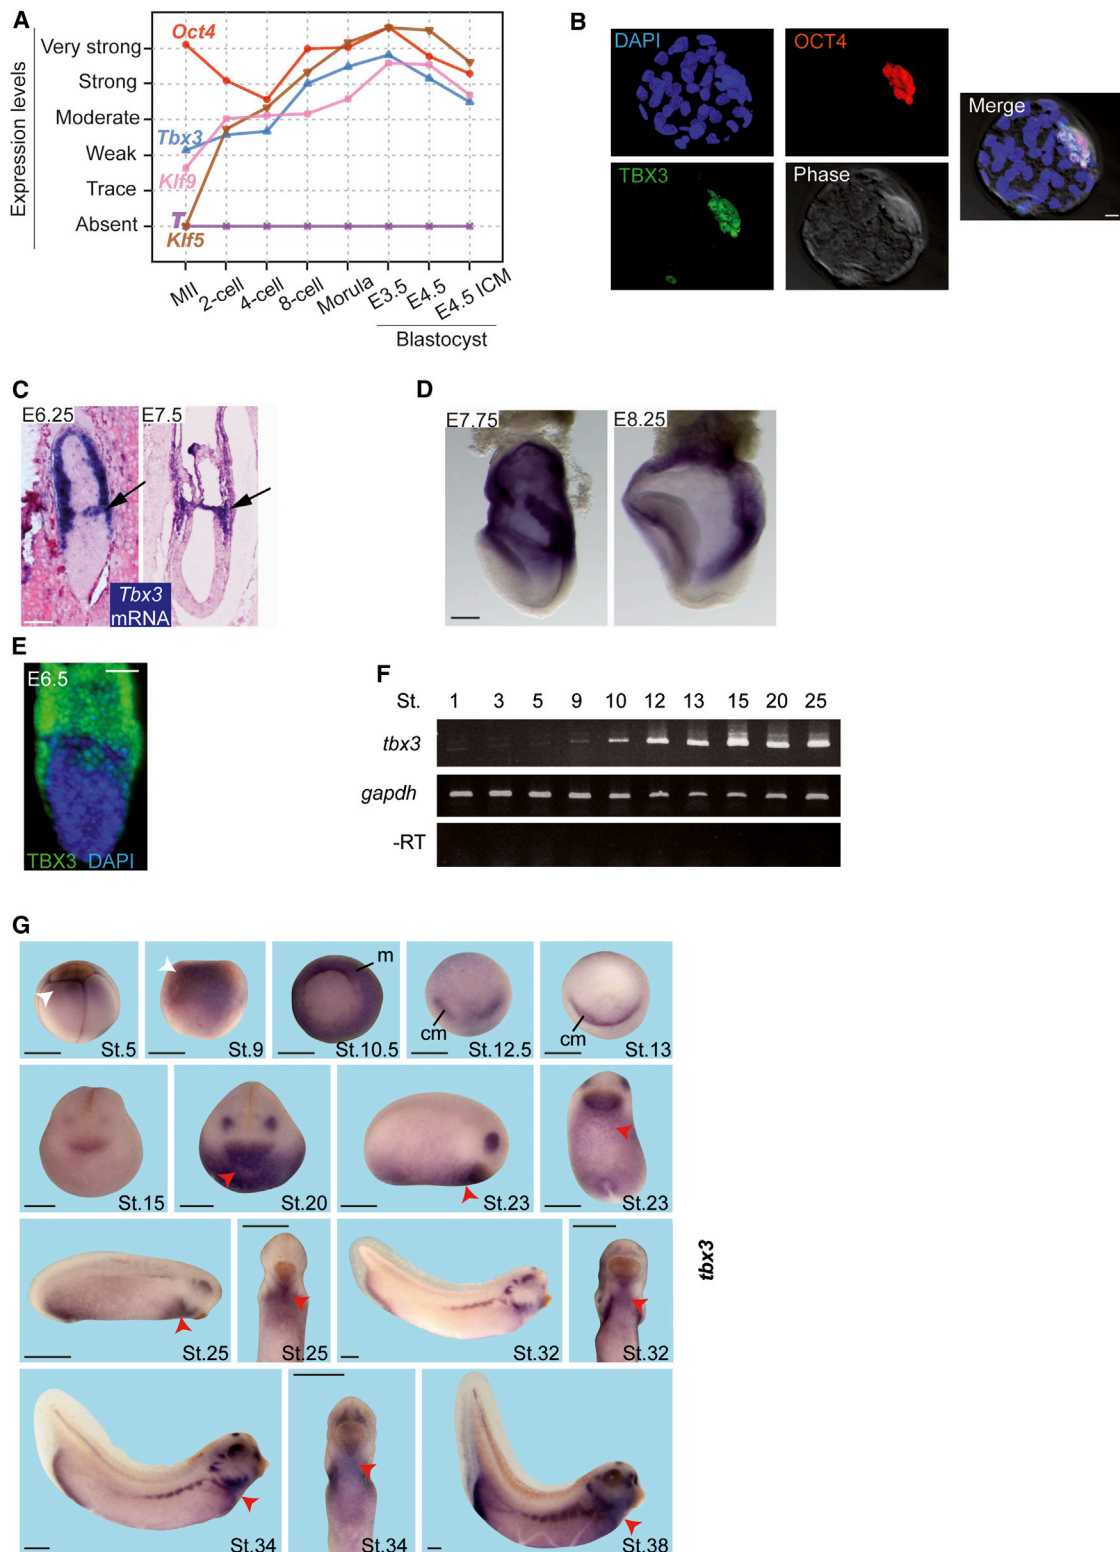 A
Expression levels
Very strong
Strong
Moderate
Weak
Trace
Absent
Oct4
Tbx3
Klf9
T
Klf5
MII
2-cell
4-cell
8-cell
Morula
E3.5
E4.5
E4.5 ICM
Blastocyst
B
DAPI
OCT4
TBX3
Phase
Merge
C
E6.25
E7.5
Tbx3
mRNA
D
E7.75
E8.25
E
E6.5
TBX3 DAPI
F
St. 1 3 5 9 10 12 13 15 20 25
tbx3
gapdh
-RT
G
St.5
St.9
m
St.10.5
cm
St.12.5
cm
St.13
St.15
St.20
St.23
St.23
St.25
St.25
St.32
St.32
St.34
St.34
St.38
tbx3